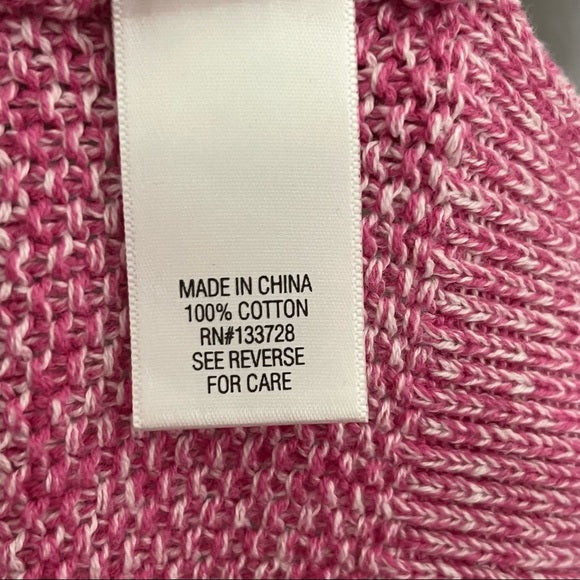 MADE IN CHINA
100% COTTON
RN#133728
SEE REVERSE
FOR CARE